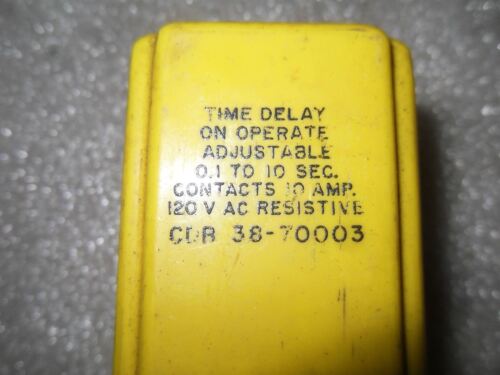 TIME DELAY
ON OPERATE
ADJUSTABLE
0.1 TO 10 SEC.
CONTACTS 10 AMP.
120 V AC RESISTIVE
CDR 38-70003